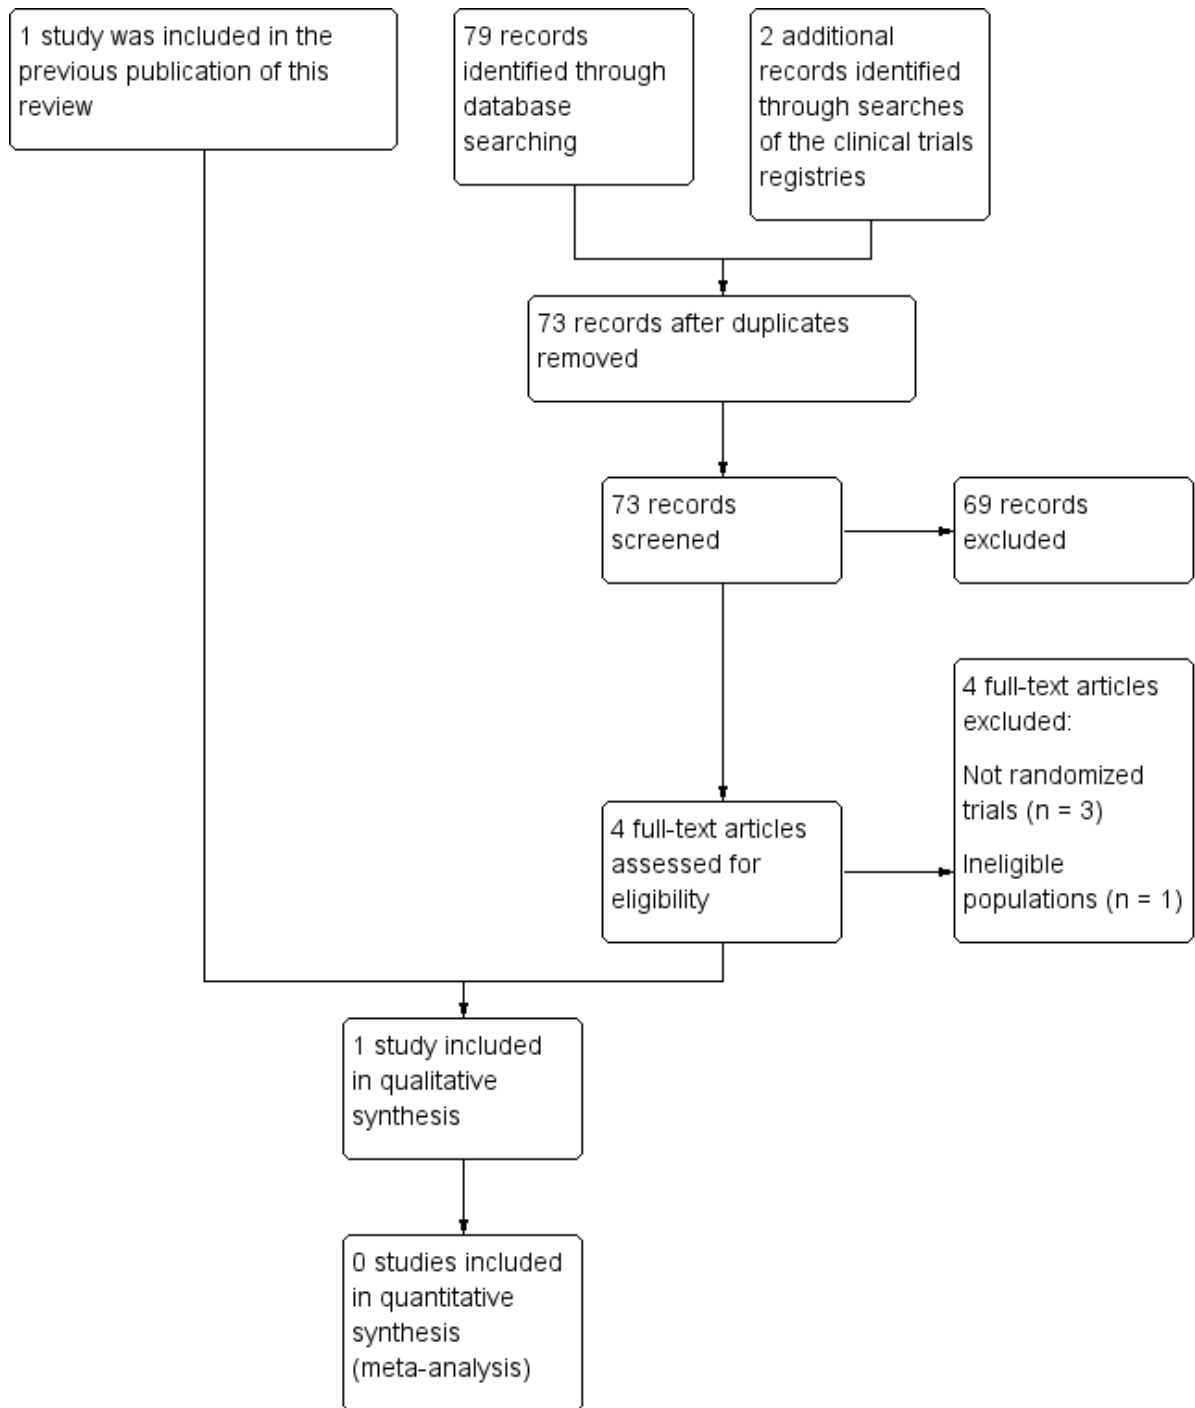 1 study was included in the
previous publication of this
review
79 records
identified through
database
searching
2 additional
records identified
through searches
of the clinical trials
registries
73 records after duplicates
removed
73 records
screened
69 records
excluded
4 full-text articles
assessed for
eligibility
4 full-text articles
excluded:
Not randomized
trials (n = 3)
Ineligible
populations (n = 1)
1 study included
in qualitative
synthesis
0 studies included
in quantitative
synthesis
(meta-analysis)